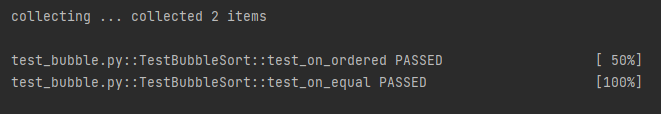 collecting ... collected 2 items
test_bubble.py::TestBubbleSort::test_on_ordered PASSED [ 50%]
test_bubble.py::TestBubbleSort::test_on_equal PASSED [100%]